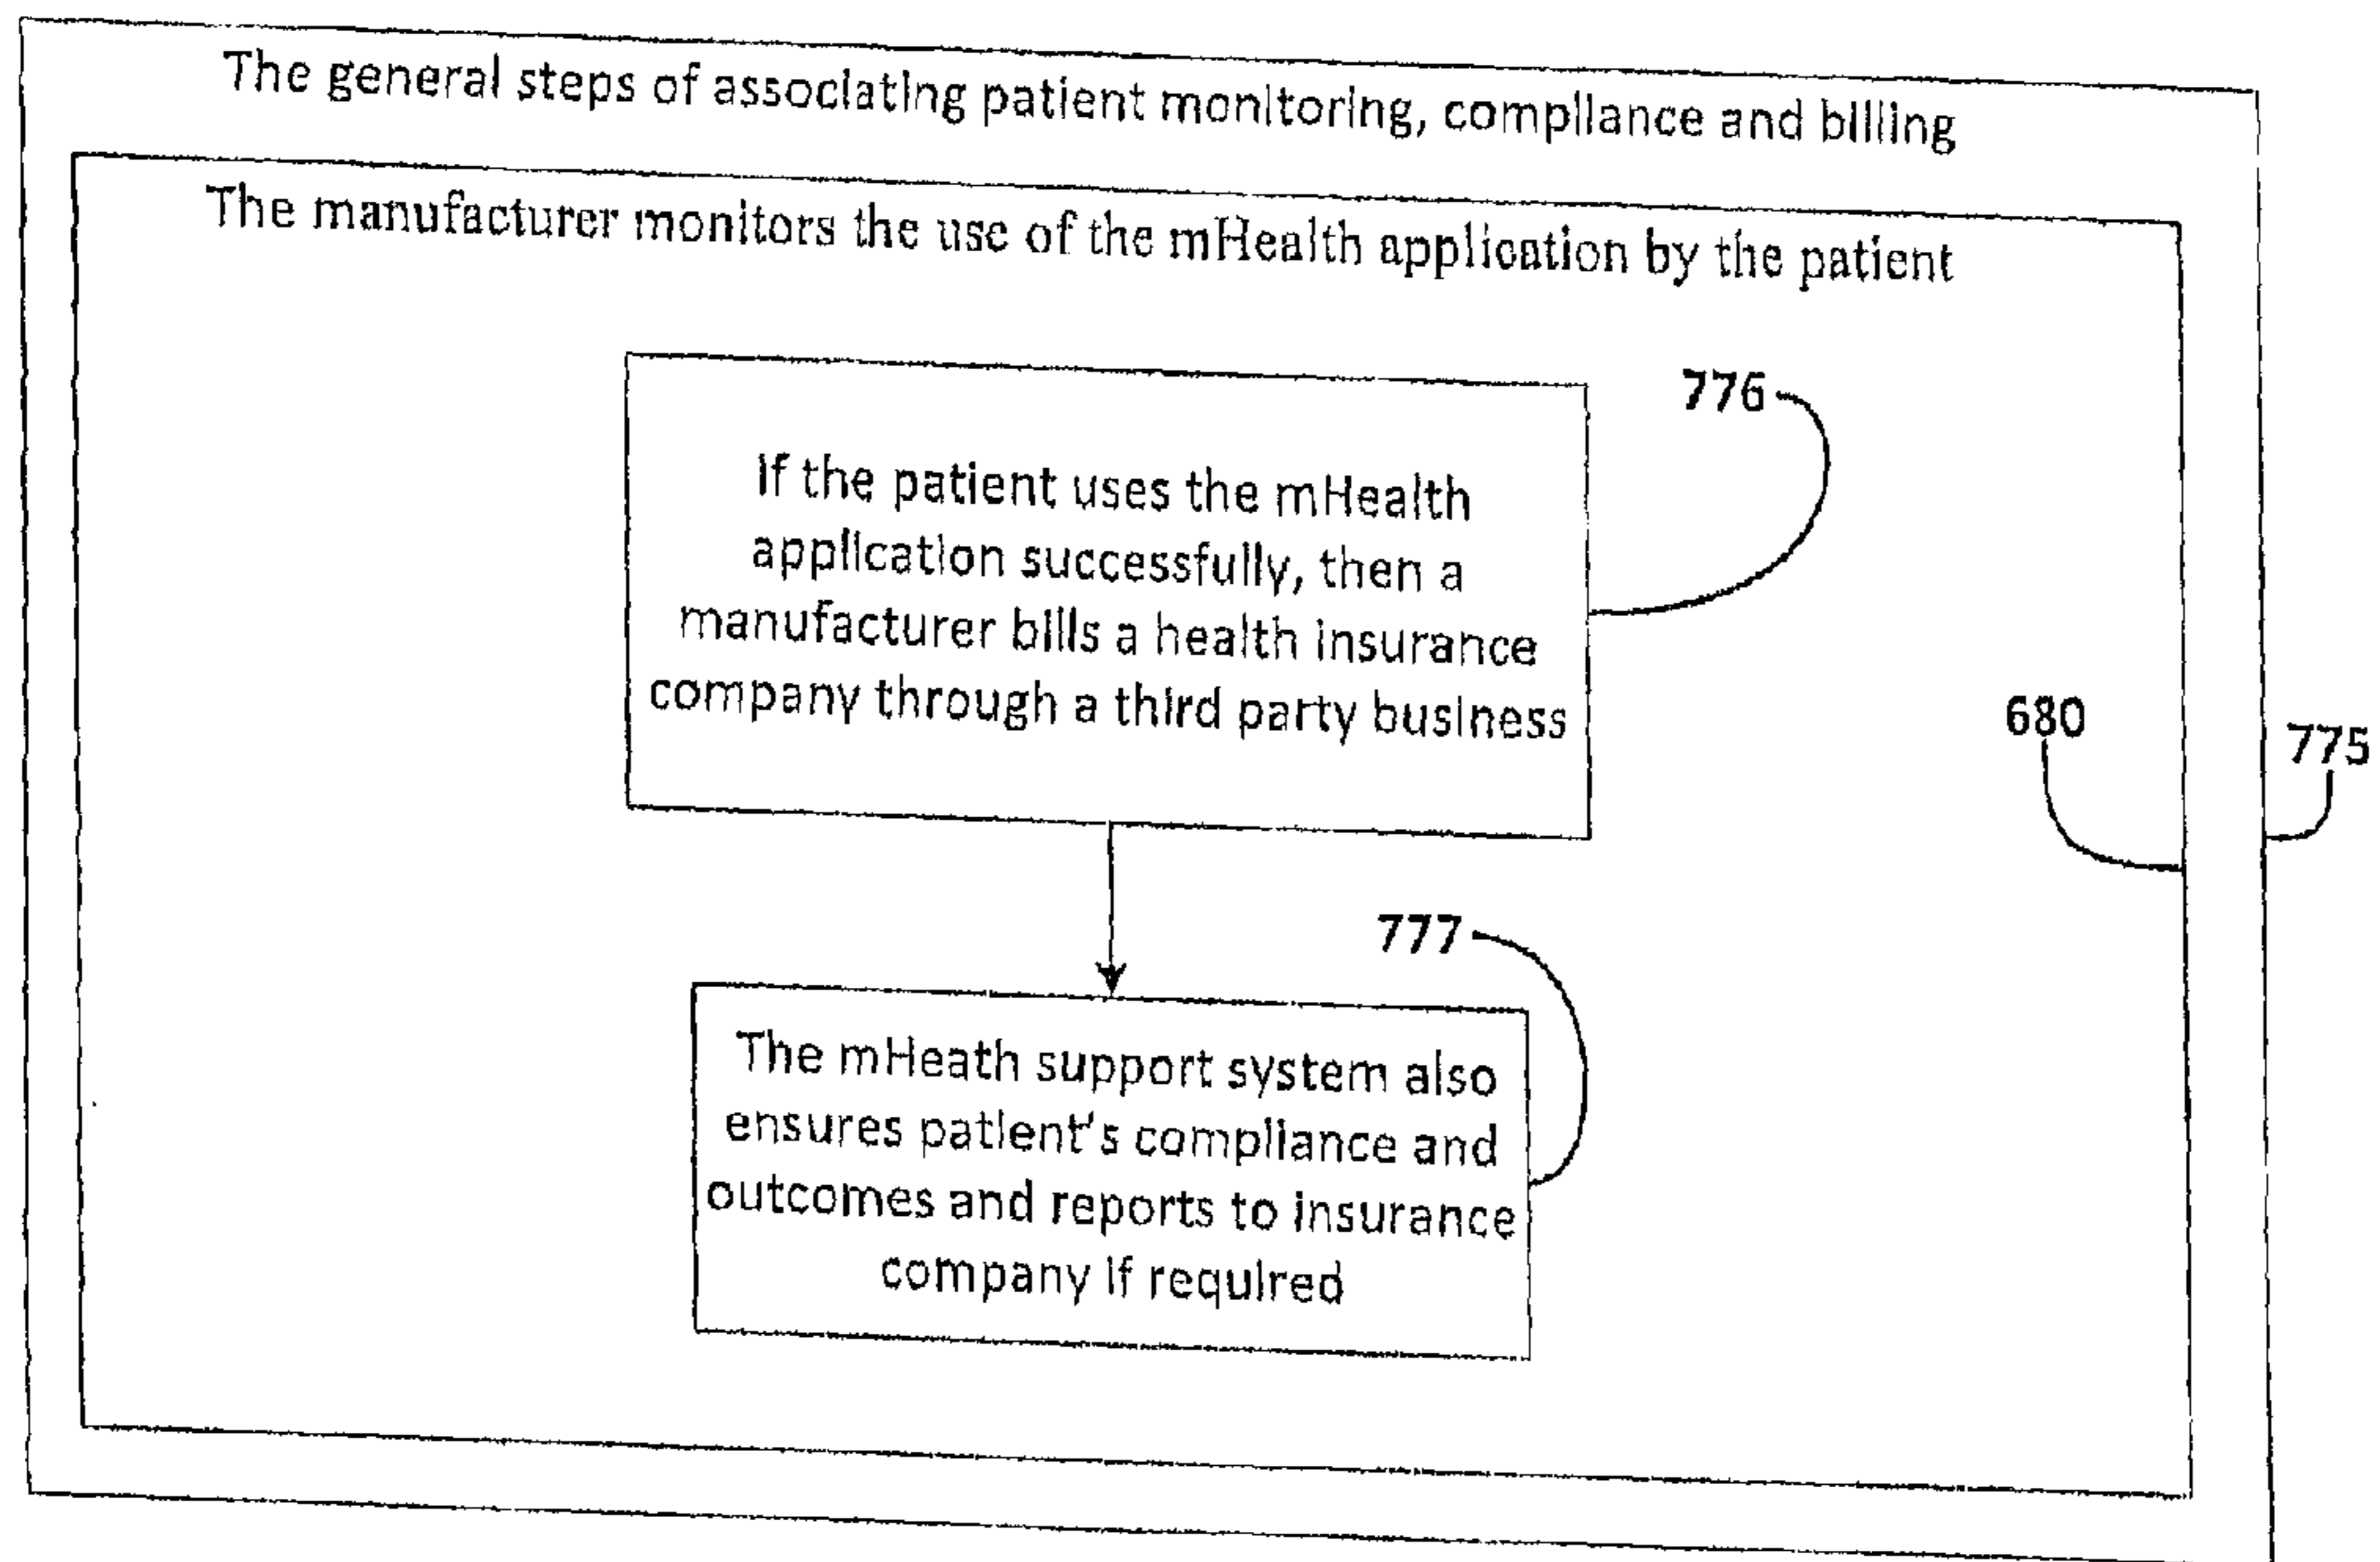 The general steps of associating patient monitoring, compliance and billing
The manufacturer monitors the use of the mHealth application by the patient
776
If the patient uses the mHealth
application successfully, then a
manufacturer bills a health insurance
company through a third party business
680
775
777
The mHeath support system also
ensures patient's compliance and
outcomes and reports to insurance
company if required